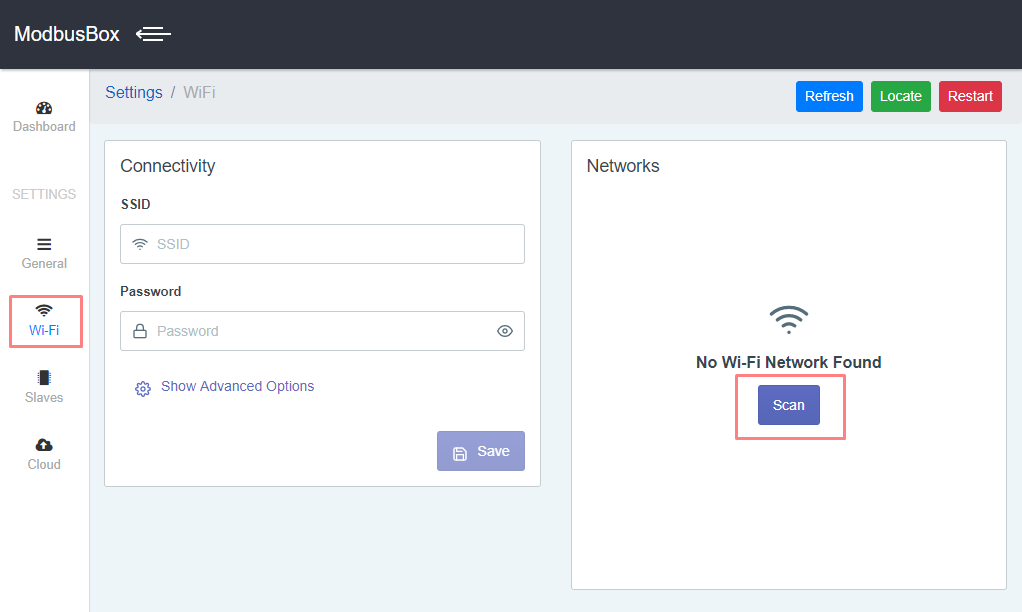 ModbusBox
Dashboard
SETTINGS
General
Wi-Fi
Slaves
Cloud
Settings / WiFi
Refresh
Locate
Restart
Connectivity
SSID
SSID
Password
Password
Show Advanced Options
Save
Networks
No Wi-Fi Network Found
Scan